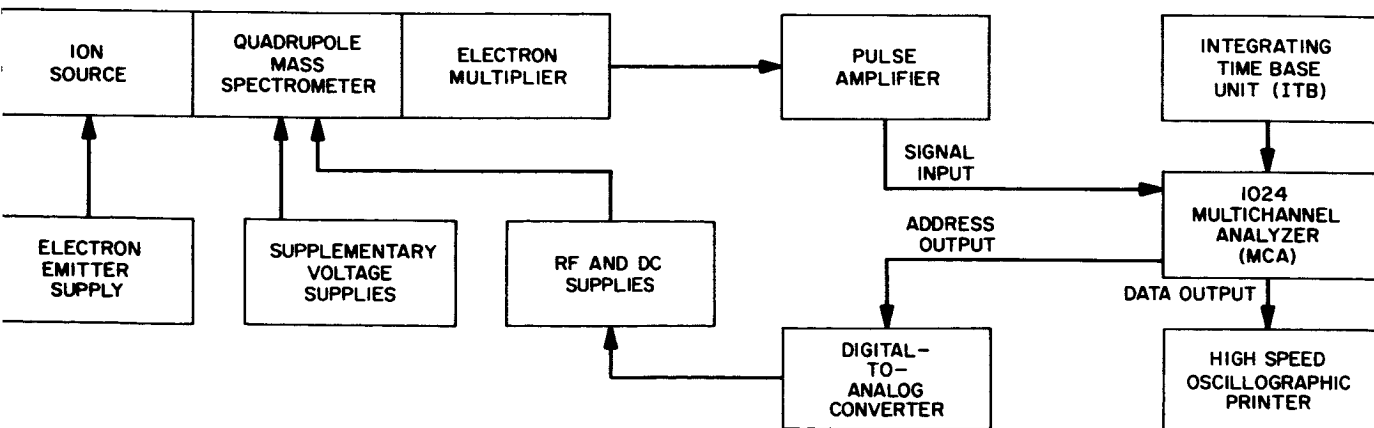 ION
SOURCE
QUADRUPOLE
MASS
SPECTROMETER
ELECTRON
MULTIPLIER
PULSE
AMPLIFIER
INTEGRATING
TIME BASE
UNIT (ITB)
SIGNAL
INPUT
1024
MULTICHANNEL
ANALYZER
(MCA)
ADDRESS
OUTPUT
ELECTRON
EMITTER
SUPPLY
SUPPLEMENTARY
VOLTAGE
SUPPLIES
RF AND DC
SUPPLIES
DATA OUTPUT
DIGITAL-
TO-
ANALOG
CONVERTER
HIGH SPEED
OSCILLOGRAPHIC
PRINTER